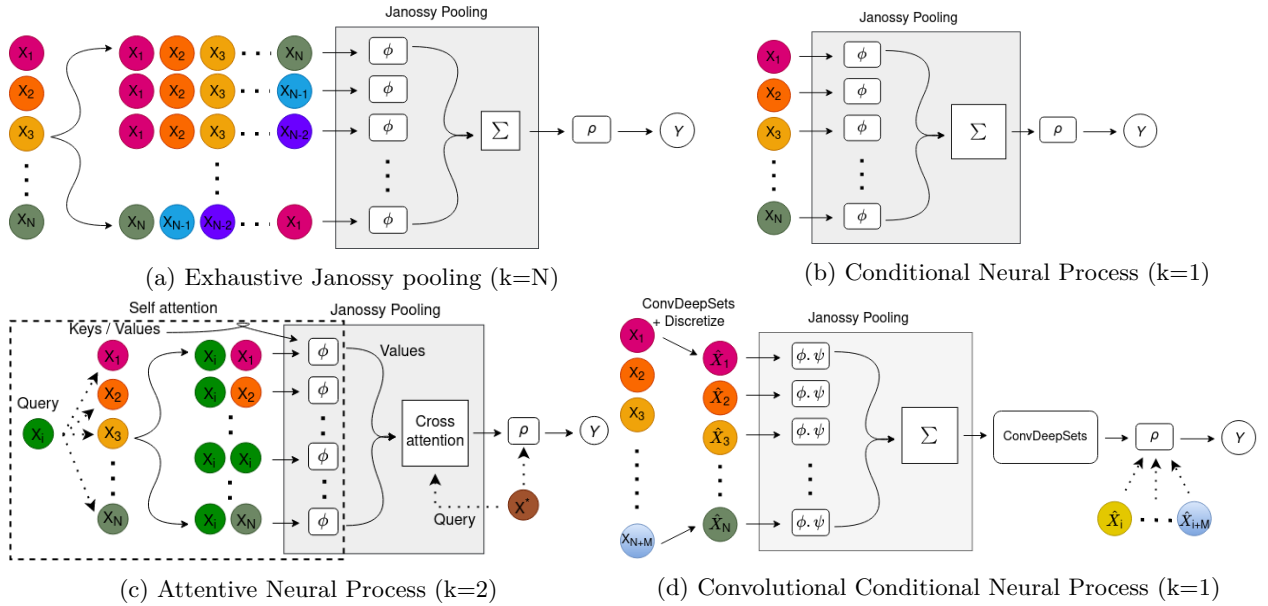 Janossy Pooling
X1 X1 X2 X3 XN ϕ
X2 X1 X2 X3 XN-1 ϕ
X3 X1 X2 X3 XN-2 ϕ ∑ ρ Y
XN XN XN-1 XN-2 X1 ϕ
(a) Exhaustive Janossy pooling (k=N)
Janossy Pooling
X1 ϕ
X2 ϕ
X3 ϕ ∑ ρ Y
XN ϕ
(b) Conditional Neural Process (k=1)
Self attention
Janossy Pooling
Keys / Values
X1 Xi X1 ϕ Values
Query X2 Xi X2 ϕ
Xi X3 Cross attention ρ Y
Xi Xi ϕ
XN Xi XN ϕ Query X*
(c) Attentive Neural Process (k=2)
ConvDeepSets
+ Discretize
Janossy Pooling
X1 X̂1 ϕ.ψ
X2 X̂2 ϕ.ψ
X3 X̂3 ϕ.ψ ∑ ConvDeepSets ρ Y
XN+M X̂N ϕ.ψ X̂i X̂i+M
(d) Convolutional Conditional Neural Process (k=1)